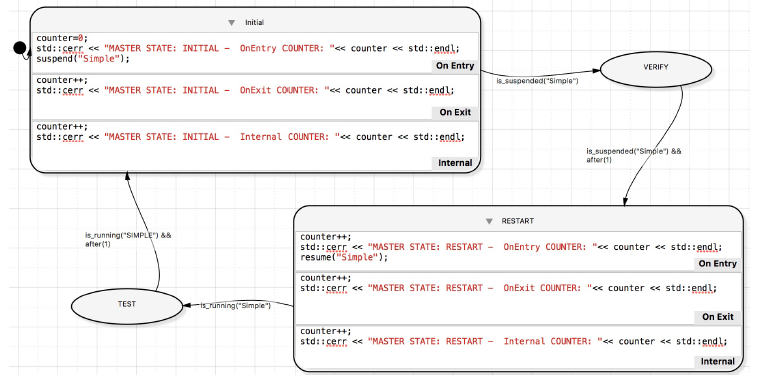 Initial
counter=0;
std::cerr << "MASTER STATE: INITIAL -  OnEntry COUNTER: "<< counter << std::endl;
suspend("Simple");
On Entry
counter++;
std::cerr << "MASTER STATE: INITIAL -  OnExit COUNTER: "<< counter << std::endl;
On Exit
counter++;
std::cerr << "MASTER STATE: INITIAL -  Internal COUNTER: "<< counter << std::endl;
Internal
is_suspended("Simple")
VERIFY
is_suspended("Simple") &&
after(1)
RESTART
counter++;
std::cerr << "MASTER STATE: RESTART -  OnEntry COUNTER: "<< counter << std::endl;
resume("Simple");
On Entry
counter++;
std::cerr << "MASTER STATE: RESTART -  OnExit COUNTER: "<< counter << std::endl;
On Exit
counter++;
std::cerr << "MASTER STATE: RESTART -  Internal COUNTER: "<< counter << std::endl;
Internal
is_running("Simple")
TEST
is_running("SIMPLE") &&
after(1)